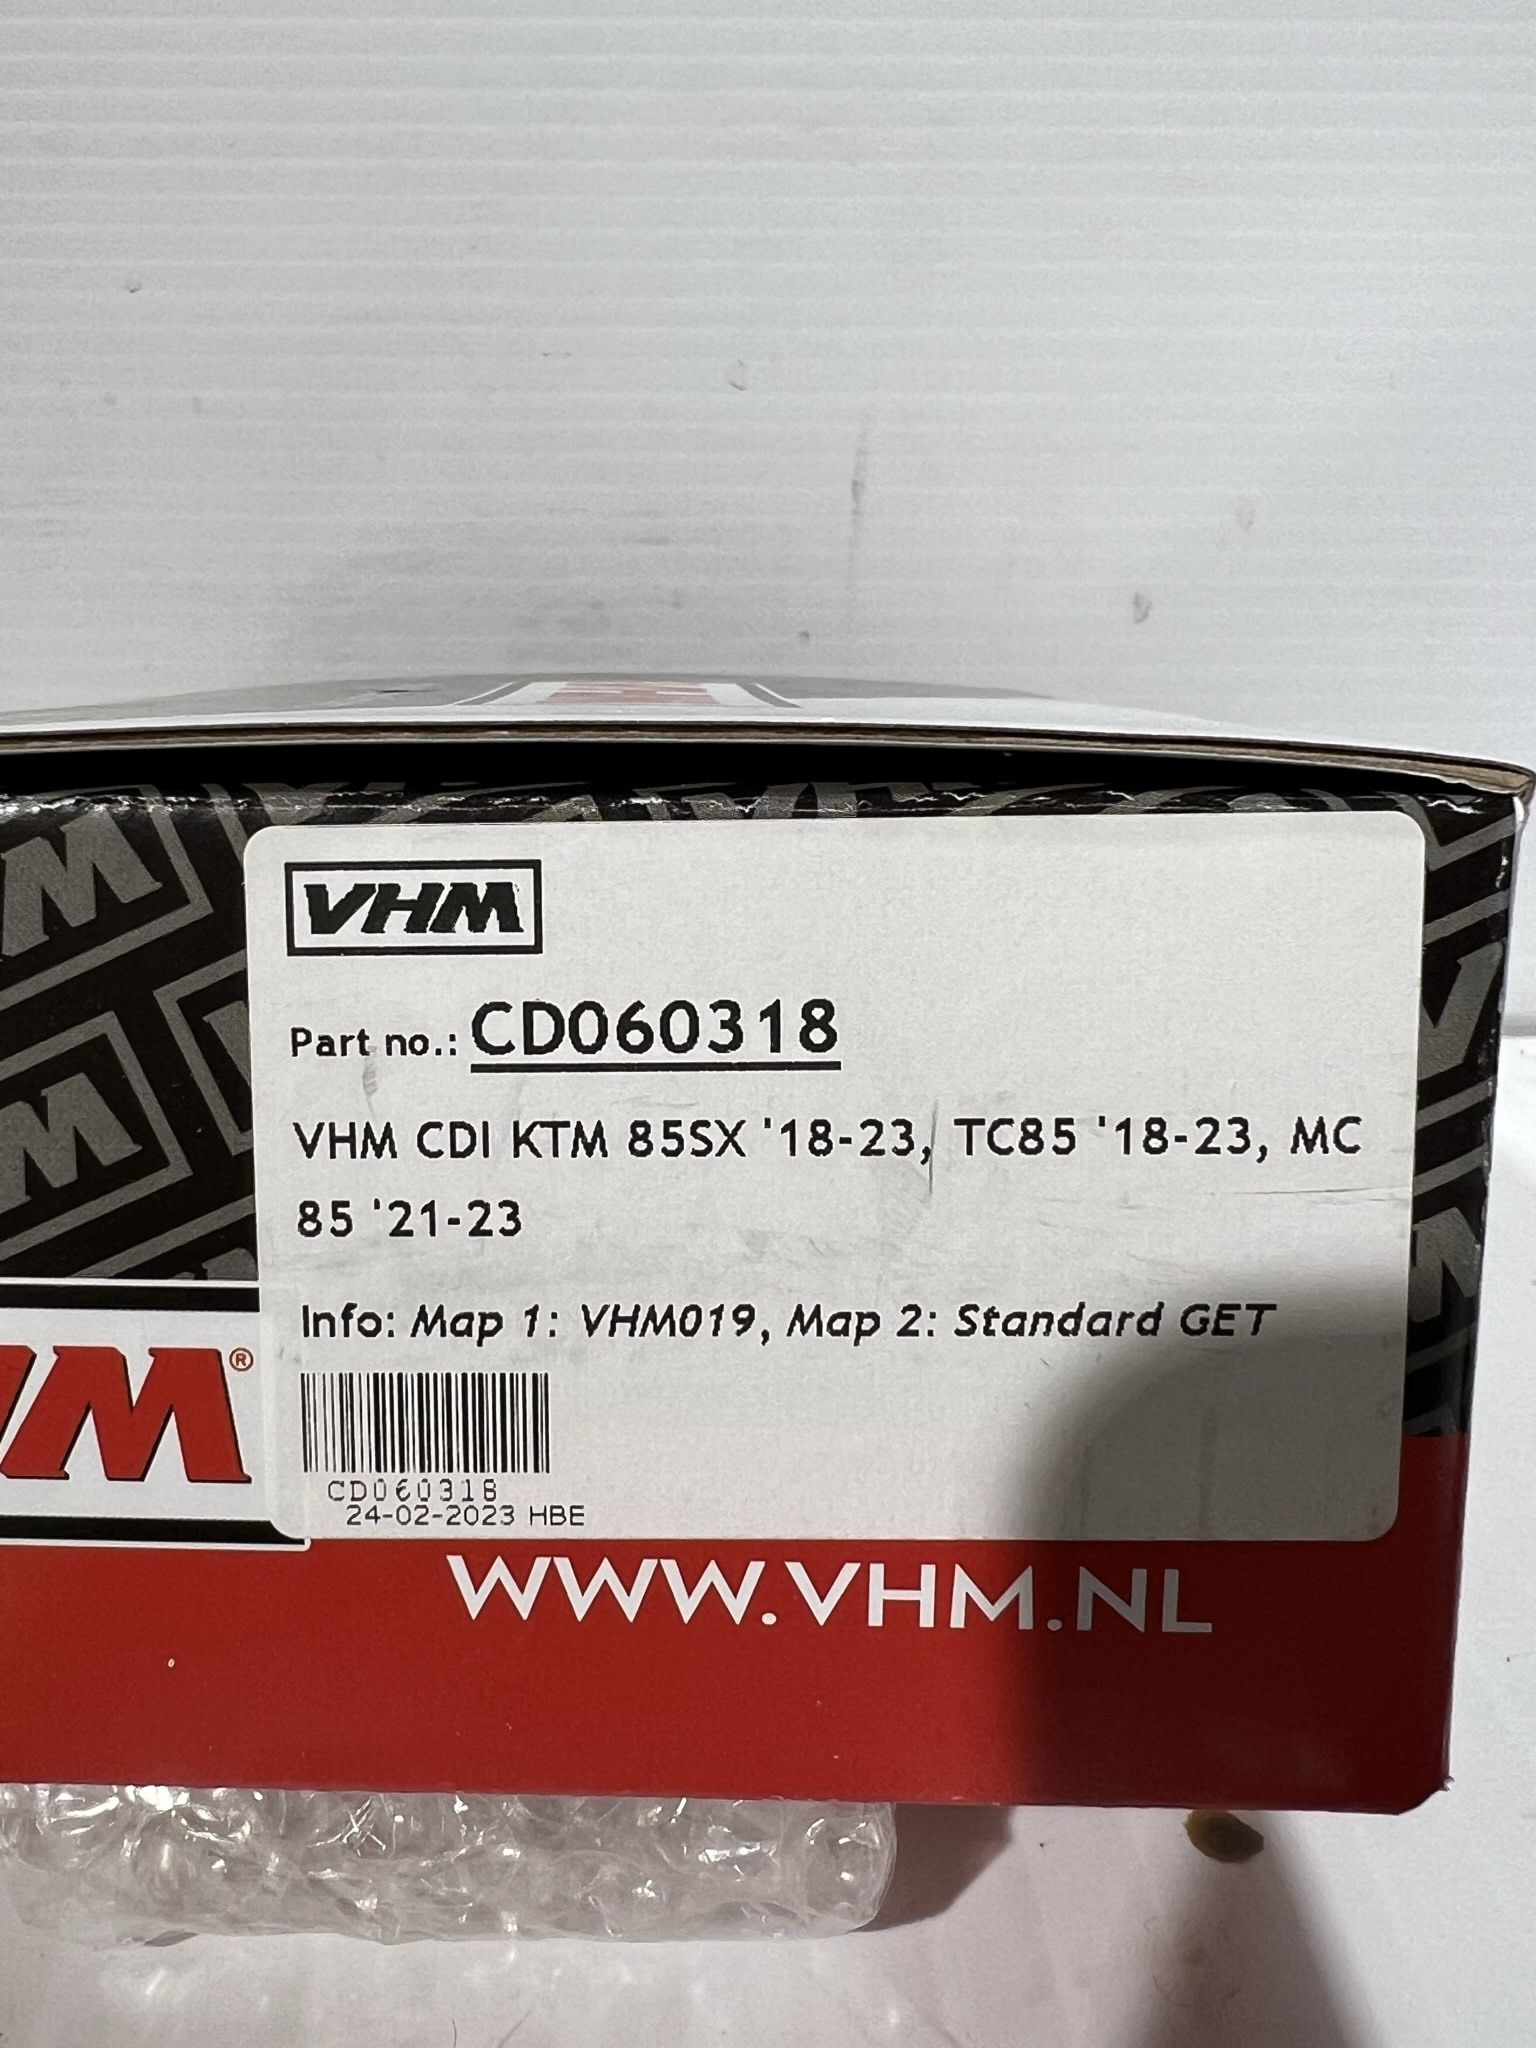 VHM
Part no.: CD060318
VHM CDI KTM 85SX '18-23, TC85 '18-23, MC
85 '21-23
Info: Map 1: VHM019, Map 2: Standard GET
CD060318
24-02-2023 HBE
M®
WWW.VHM.NL